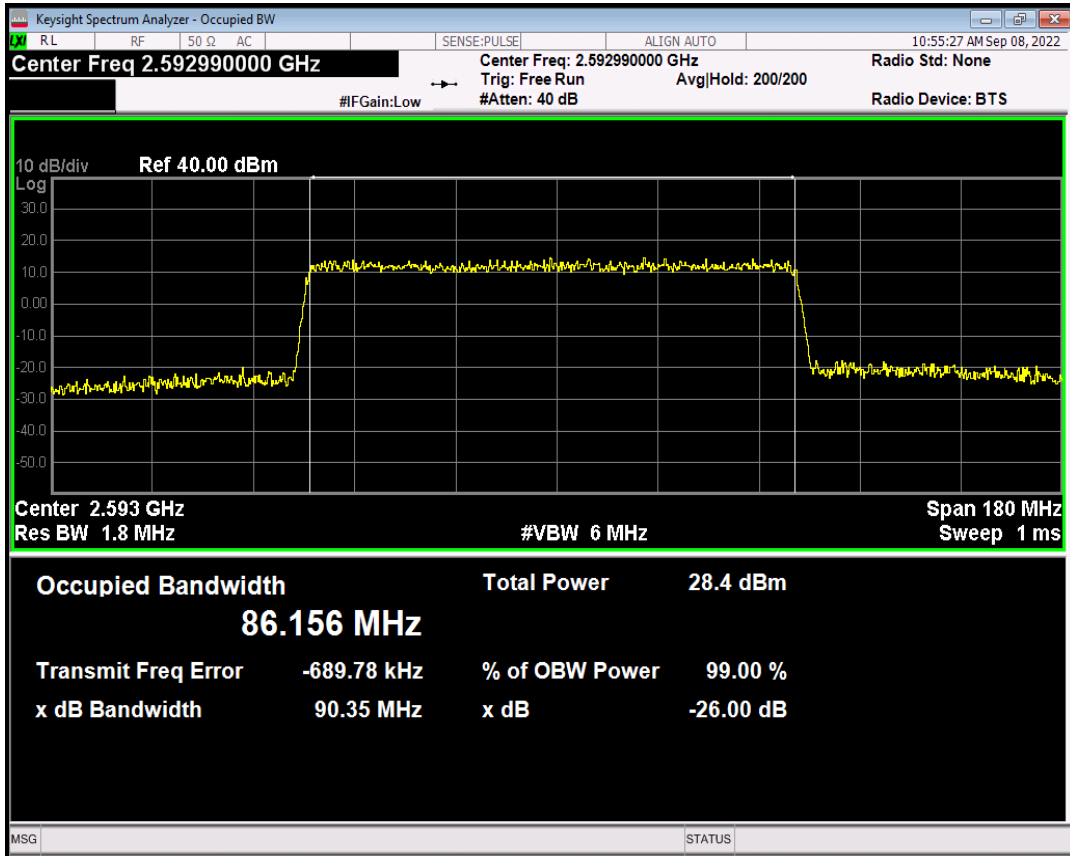 Keysight Spectrum Analyzer - Occupied BW
LXI RL RF 50 Ω AC SENSE:PULSE ALIGN AUTO 10:55:27 AM Sep 08, 2022
Center Freq 2.592990000 GHz Center Freq: 2.592990000 GHz Radio Std: None
Trig: Free Run Avg|Hold: 200/200
#IFGain:Low #Atten: 40 dB Radio Device: BTS
10 dB/div Ref 40.00 dBm
Log
30.0
20.0
10.0
0.00
-10.0
-20.0
-30.0
-40.0
-50.0
Center 2.593 GHz Span 180 MHz
Res BW 1.8 MHz #VBW 6 MHz Sweep 1 ms
Occupied Bandwidth Total Power 28.4 dBm
86.156 MHz
Transmit Freq Error -689.78 kHz % of OBW Power 99.00 %
x dB Bandwidth 90.35 MHz x dB -26.00 dB
MSG STATUS